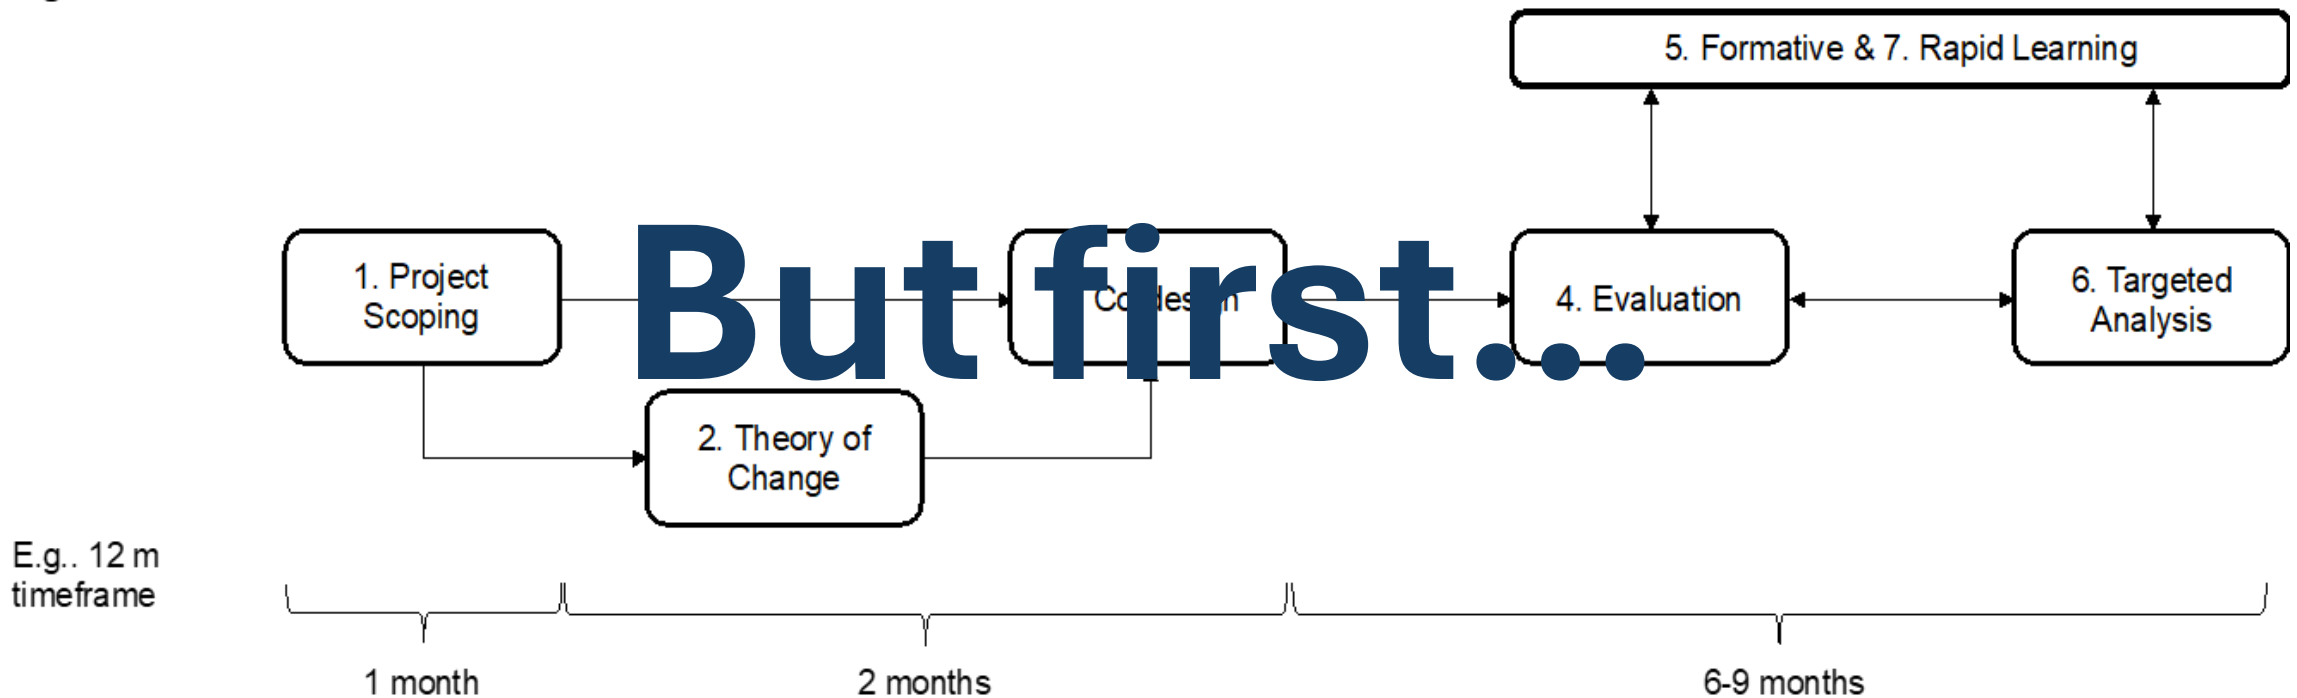 5. Formative & 7. Rapid Learning
But first...
1. Project
Scoping
4. Evaluation
6. Targeted
Analysis
2. Theory of
Change
E.g.. 12 m
timeframe
1 month
2 months
6-9 months